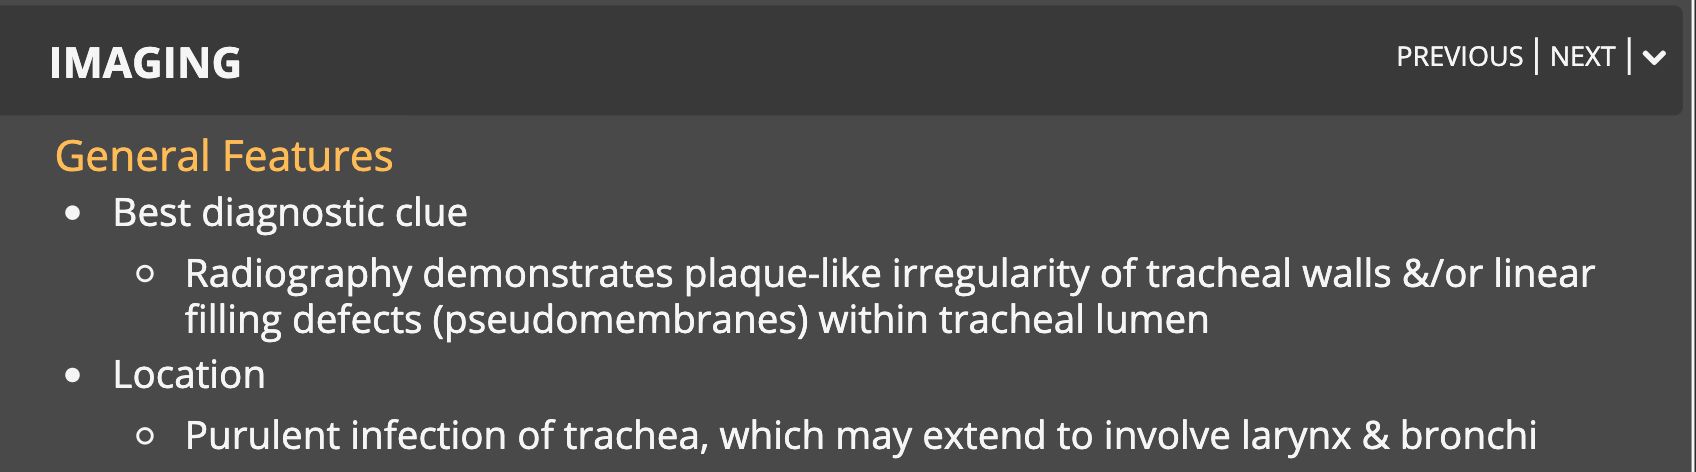 IMAGING
PREVIOUS | NEXT |
General Features
• Best diagnostic clue
○ Radiography demonstrates plaque-like irregularity of tracheal walls &/or linear
filling defects (pseudomembranes) within tracheal lumen
• Location
○ Purulent infection of trachea, which may extend to involve larynx & bronchi